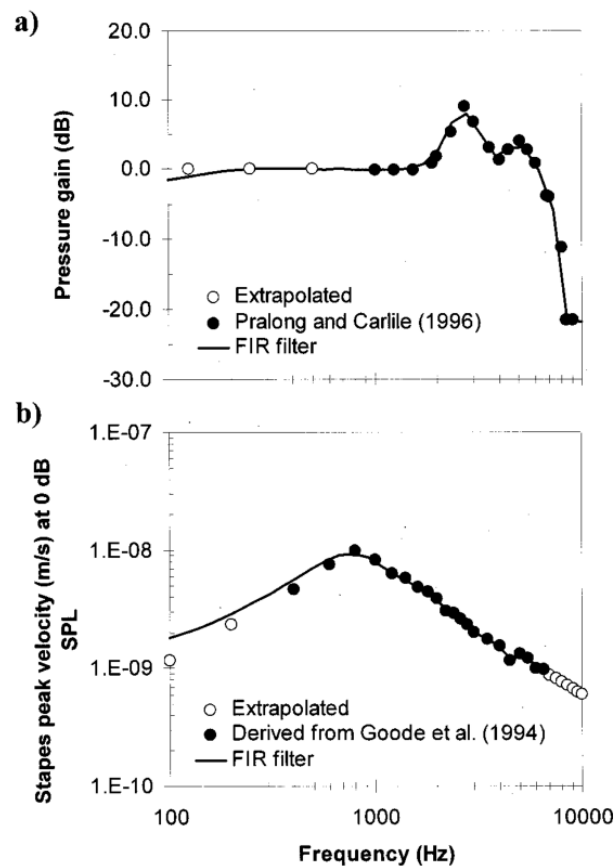 a)
20.0
10.0
0.0
-10.0
-20.0
-30.0
Pressure gain (dB)
Extrapolated
Pralong and Carlile (1996)
FIR filter
b)
1.E-07
1.E-08
1.E-09
1.E-10
Stapes peak velocity (m/s) at 0 dB
SPL
Extrapolated
Derived from Goode et al. (1994)
FIR filter
100
1000
10000
Frequency (Hz)